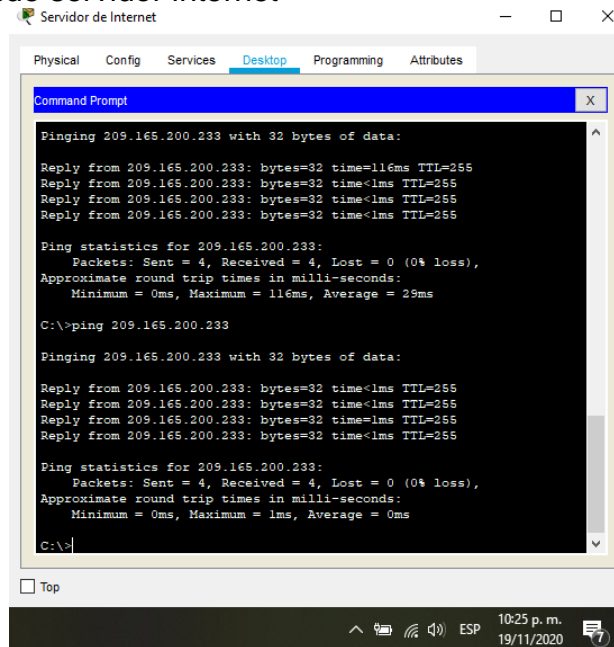 Servidor de Internet
Physical Config Services Desktop Programming Attributes
Command Prompt X
Pinging 209.165.200.233 with 32 bytes of data:
Reply from 209.165.200.233: bytes=32 time=116ms TTL=255
Reply from 209.165.200.233: bytes=32 time<1ms TTL=255
Reply from 209.165.200.233: bytes=32 time<1ms TTL=255
Reply from 209.165.200.233: bytes=32 time<1ms TTL=255
Ping statistics for 209.165.200.233:
Packets: Sent = 4, Received = 4, Lost = 0 (0% loss),
Approximate round trip times in milli-seconds:
Minimum = 0ms, Maximum = 116ms, Average = 29ms
C:\>ping 209.165.200.233
Pinging 209.165.200.233 with 32 bytes of data:
Reply from 209.165.200.233: bytes=32 time<1ms TTL=255
Reply from 209.165.200.233: bytes=32 time<1ms TTL=255
Reply from 209.165.200.233: bytes=32 time=1ms TTL=255
Reply from 209.165.200.233: bytes=32 time<1ms TTL=255
Ping statistics for 209.165.200.233:
Packets: Sent = 4, Received = 4, Lost = 0 (0% loss),
Approximate round trip times in milli-seconds:
Minimum = 0ms, Maximum = 1ms, Average = 0ms
C:\>
Top
ESP 10:25 p. m.
19/11/2020 7